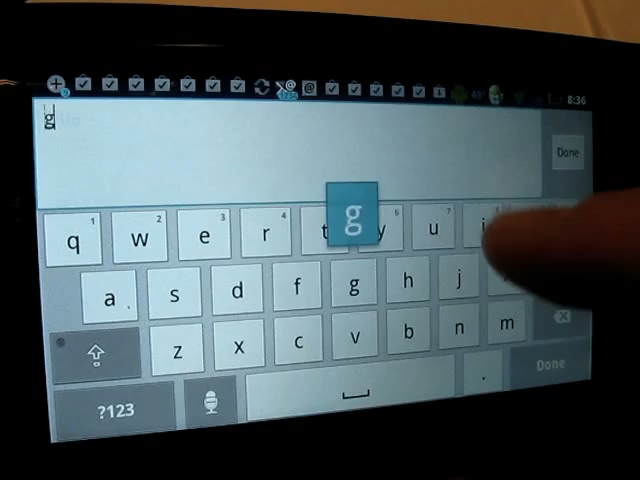 8:36
g
Done
g
1 2 3 4 6 7
q w e r t y u i
a s d f g h j
z x c v b n m
?123 . Done